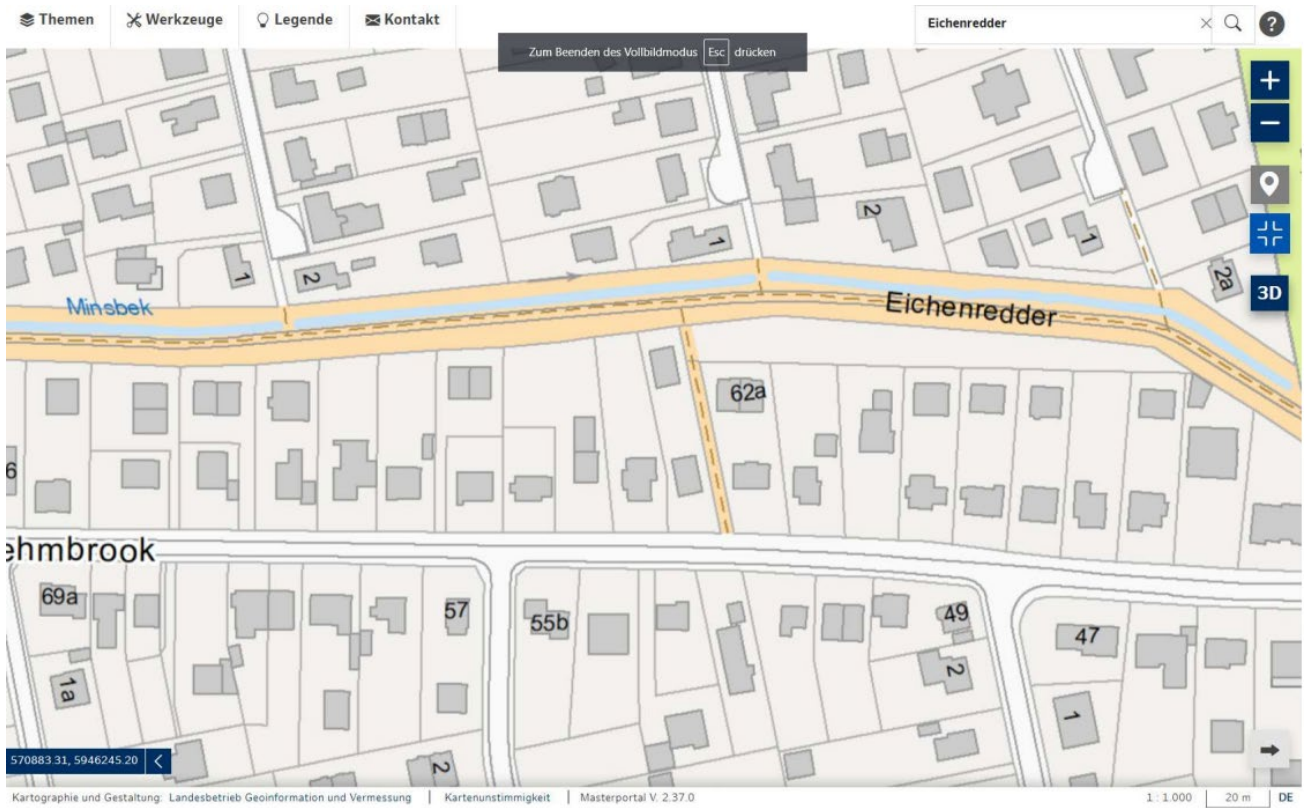 Themen
Werkzeuge
Legende
Kontakt
Eichenredder
?
Zum Beenden des Vollbildmodus Esc drücken
2
1
1
1
2
2a
3D
Minsbek
Eichenredder
62a
6
ehmbrook
69a
57
55b
49
47
1a
2
1
2
570883.31, 5946245.20
Kartographie und Gestaltung: Landesbetrieb Geoinformation und Vermessung | Kartenunstimmigkeit | Masterportal V. 2.37.0 1 : 1.000 20 m DE